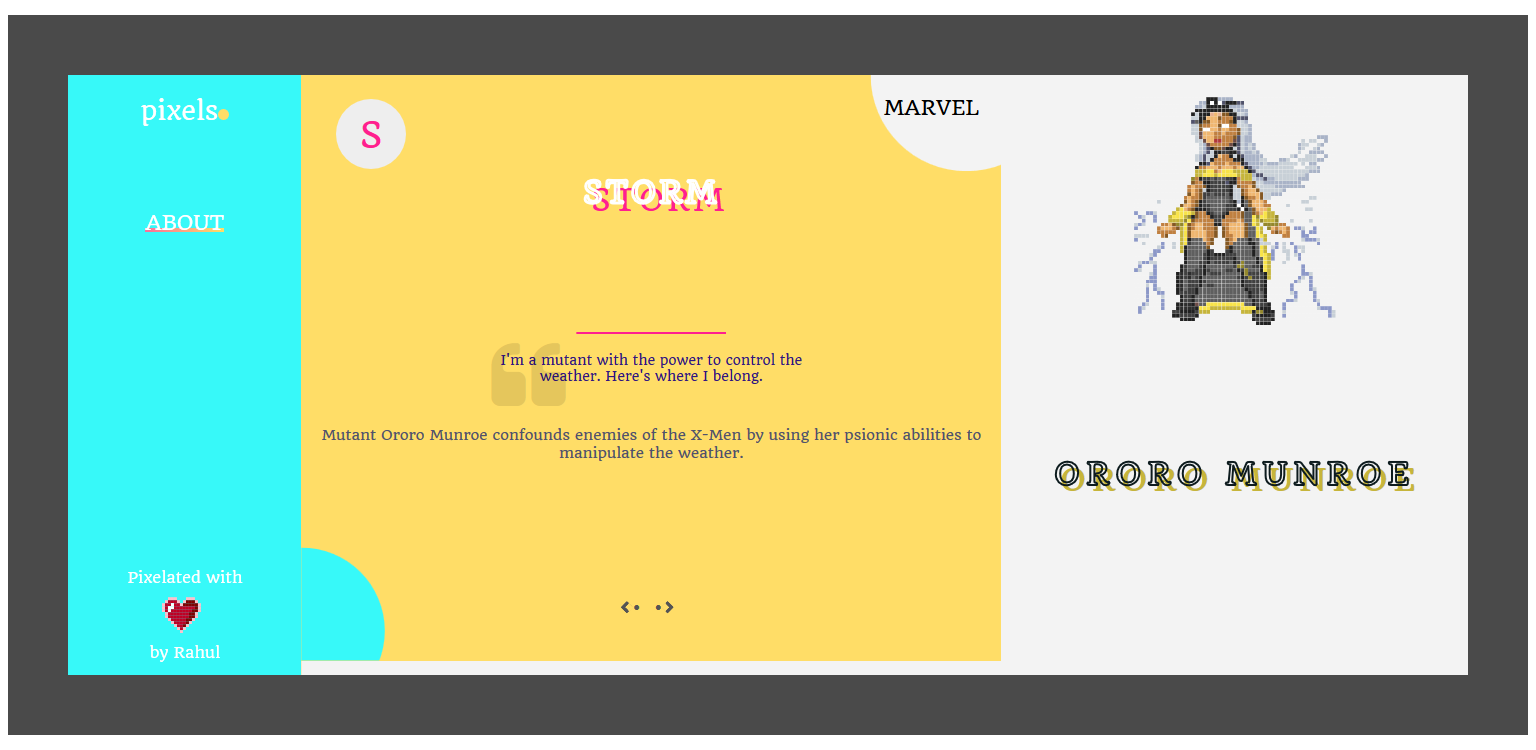 pixels
ABOUT
Pixelated with
by Rahul
S
MARVEL
STORM
I'm a mutant with the power to control the
weather. Here's where I belong.
Mutant Ororo Munroe confounds enemies of the X-Men by using her psionic abilities to
manipulate the weather.
ORORO MUNROE